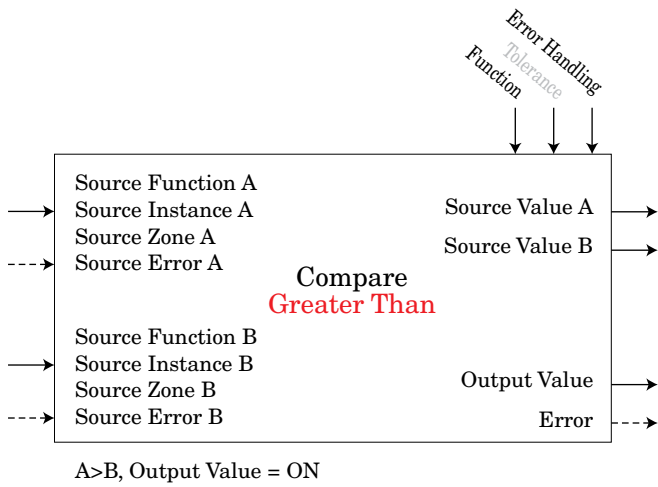 Function
Tolerance
Error Handling
Source Function A
Source Instance A
Source Zone A
Source Error A
Source Value A
Source Value B
Compare
Greater Than
Source Function B
Source Instance B
Source Zone B
Source Error B
Output Value
Error
A>B, Output Value = ON